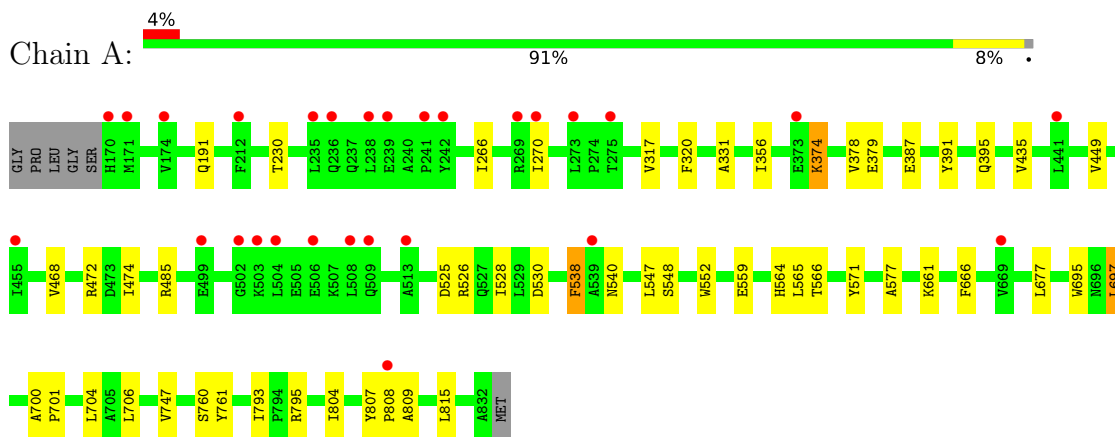 4%
Chain A:
91% 8% •
GLY PRO LEU GLY SER H170 M171 V174 Q191 F212 T230 L235 Q236 Q237 L238 E239 A240 P241 Y242 I266 R269 I270 L273 P274 T275 V317 F320 A331 I356 E373 K374 V378 E379 E387 Y391 Q395 V435 L441 V449
I455 V468 R472 D473 I474 R485 E499 G502 K503 L504 E505 E506 K507 L508 Q509 A513 D525 R526 Q527 I528 L529 D530 F538 A539 N540 L547 S548 W552 E559 H564 L565 T566 Y571 A577 K661 F666 V669 L677 W695 N696 L697
A700 P701 L704 A705 L706 V747 S760 Y761 I793 P794 R795 I804 Y807 P808 A809 L815 A832 MET